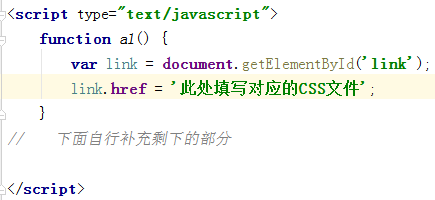 <script type="text/javascript">
function a1() {
var link = document.getElementById('link');
link.href = '此处填写对应的CSS文件';
}
// 下面自行补充剩下的部分
</script>